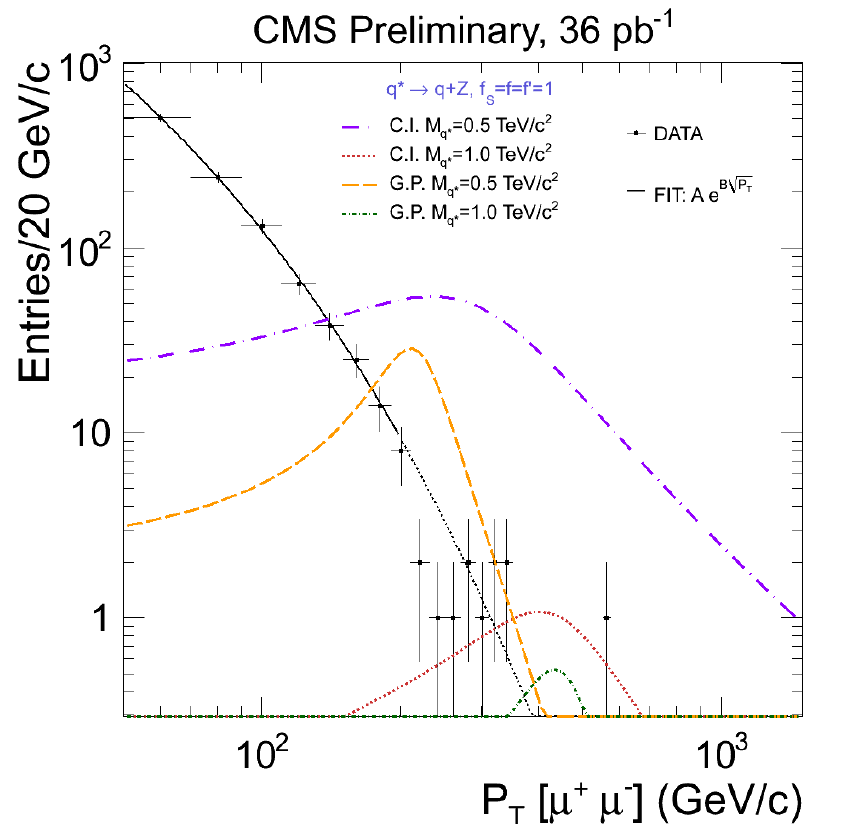 CMS Preliminary, 36 pb⁻¹
Entries/20 GeV/c
10³
10²
10
1
q* → q+Z, f_S=f=f'=1
C.I. M_q*=0.5 TeV/c²
C.I. M_q*=1.0 TeV/c²
G.P. M_q*=0.5 TeV/c²
G.P. M_q*=1.0 TeV/c²
DATA
FIT: A e^B√P_T
10²
10³
P_T [μ⁺ μ⁻] (GeV/c)